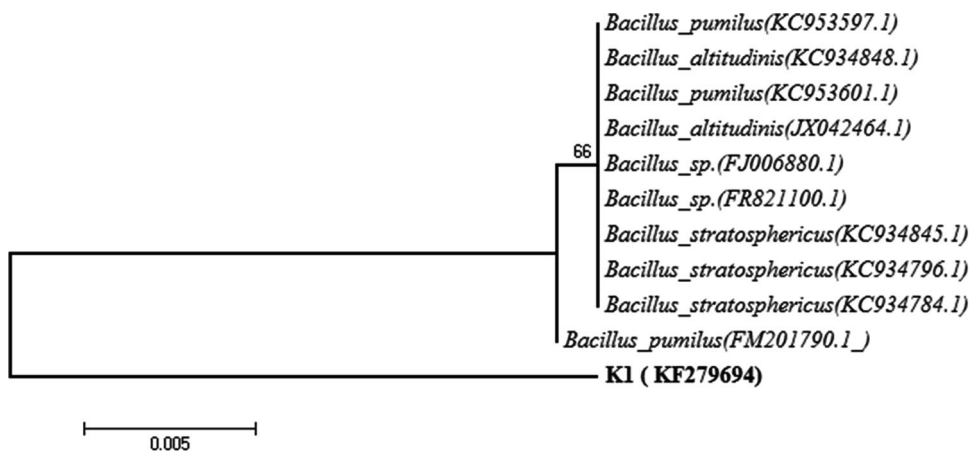 Bacillus_pumilus(KC953597.1)
Bacillus_altitudinis(KC934848.1)
Bacillus_pumilus(KC953601.1)
Bacillus_altitudinis(JX042464.1)
66
Bacillus_sp.(FJ006880.1)
Bacillus_sp.(FR821100.1)
Bacillus_stratosphericus(KC934845.1)
Bacillus_stratosphericus(KC934796.1)
Bacillus_stratosphericus(KC934784.1)
Bacillus_pumilus(FM201790.1_)
K1 ( KF279694)
0.005